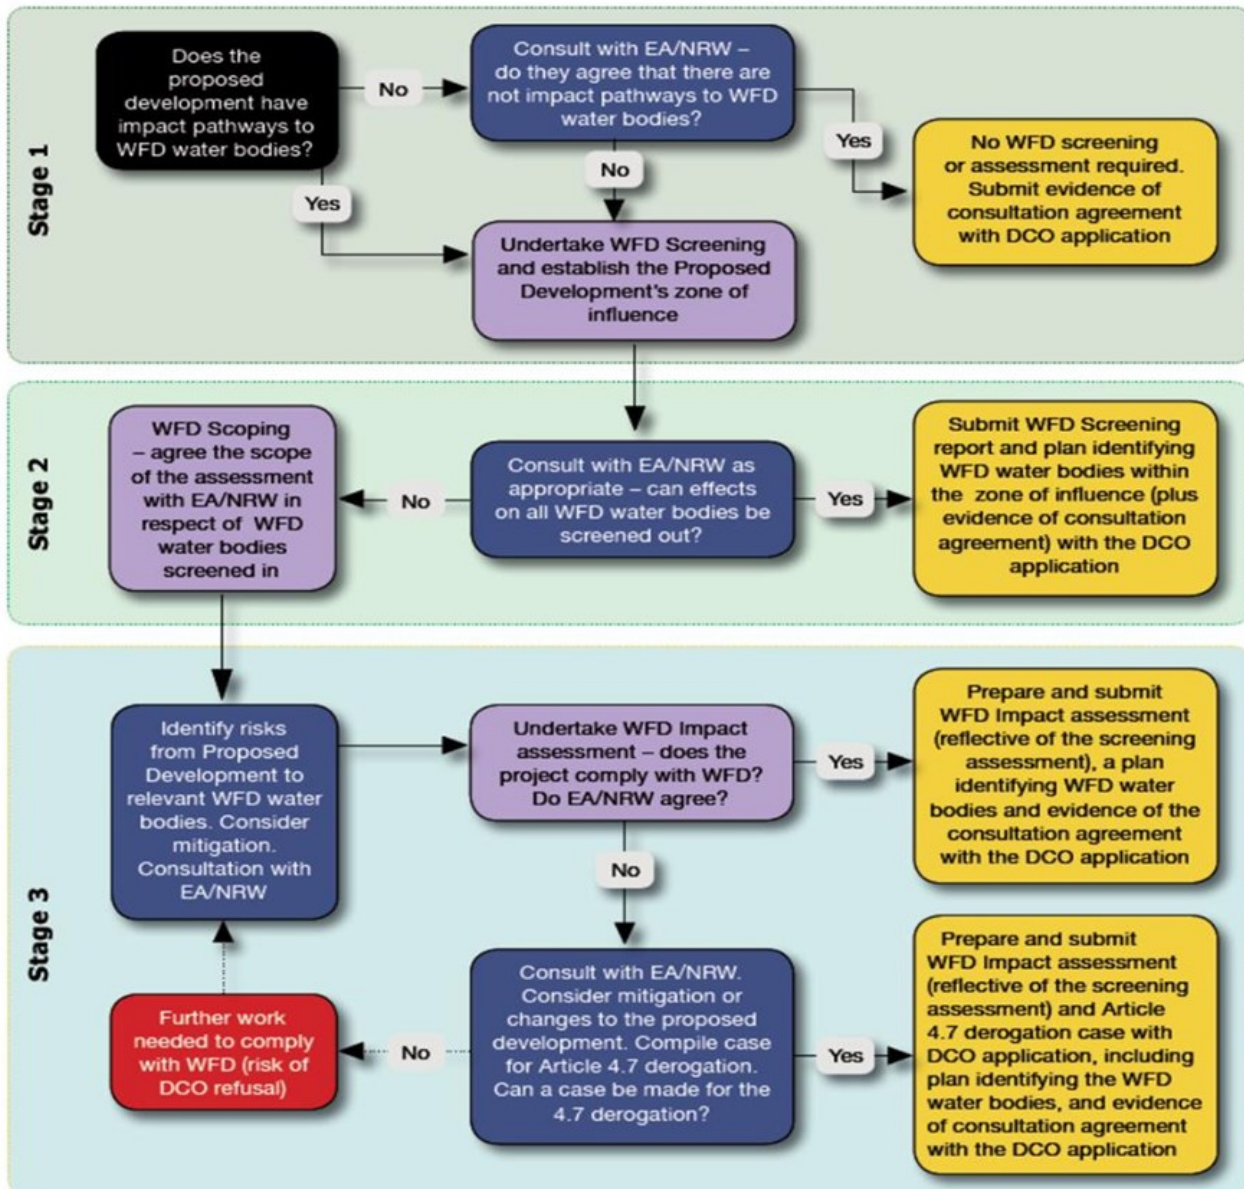 Stage 1
Does the
proposed
development have
impact pathways to
WFD water bodies?
No
Consult with EA/NRW –
do they agree that there are
not impact pathways to WFD
water bodies?
Yes
No WFD screening
or assessment required.
Submit evidence of
consultation agreement
with DCO application
Yes
No
Undertake WFD Screening
and establish the Proposed
Development's zone of
influence
Stage 2
WFD Scoping
– agree the scope
of the assessment
with EA/NRW in
respect of WFD
water bodies
screened in
No
Consult with EA/NRW as
appropriate – can effects
on all WFD water bodies be
screened out?
Yes
Submit WFD Screening
report and plan identifying
WFD water bodies within
the zone of influence (plus
evidence of consultation
agreement) with the DCO
application
Stage 3
Identify risks
from Proposed
Development to
relevant WFD water
bodies. Consider
mitigation.
Consultation with
EA/NRW
Undertake WFD Impact
assessment – does the
project comply with WFD?
Do EA/NRW agree?
Yes
Prepare and submit
WFD Impact assessment
(reflective of the screening
assessment), a plan
identifying WFD water
bodies and evidence of the
consultation agreement
with the DCO application
No
Further work
needed to comply
with WFD (risk of
DCO refusal)
No
Consult with EA/NRW.
Consider mitigation or
changes to the proposed
development. Compile case
for Article 4.7 derogation.
Can a case be made for the
4.7 derogation?
Yes
Prepare and submit
WFD Impact assessment
(reflective of the screening
assessment) and Article
4.7 derogation case with
DCO application, including
plan identifying the WFD
water bodies, and evidence
of consultation agreement
with the DCO application